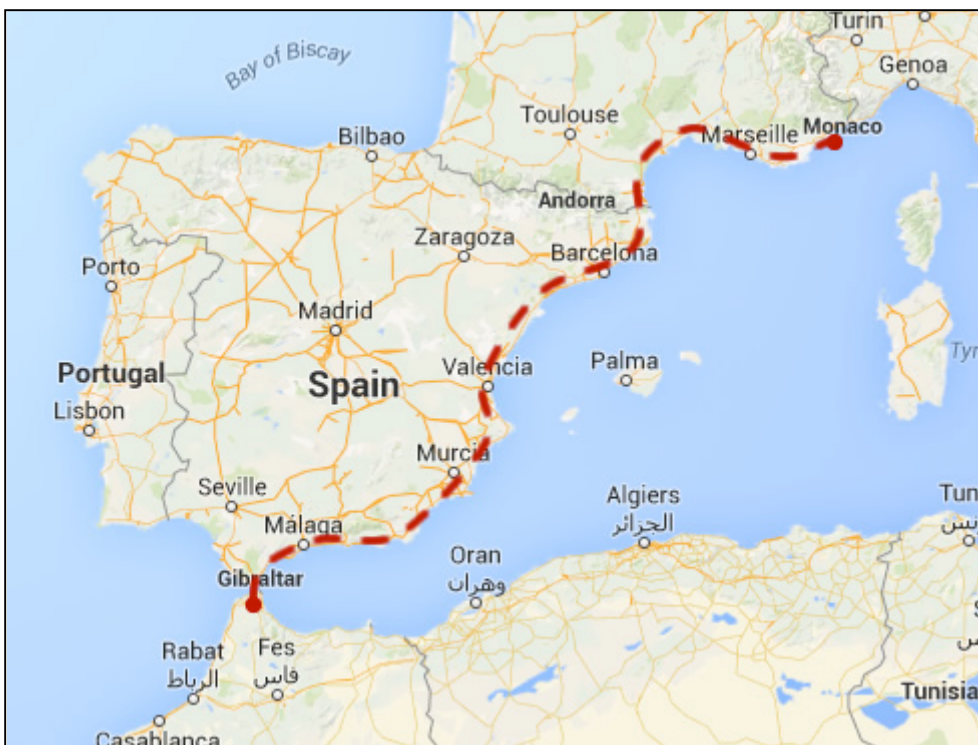 Turin
Bay of Biscay
Genoa
Toulouse
Marseille
Monaco
Bilbao
Andorra
Zaragoza
Barcelona
Porto
Madrid
Palma
Valencia
Portugal
Spain
Lisbon
Murcia
Seville
Algiers
الجزائر
Málaga
Oran
وهران
Gibraltar
Rabat
الرباط
Fes
فاس
Tunisia
Casablanca